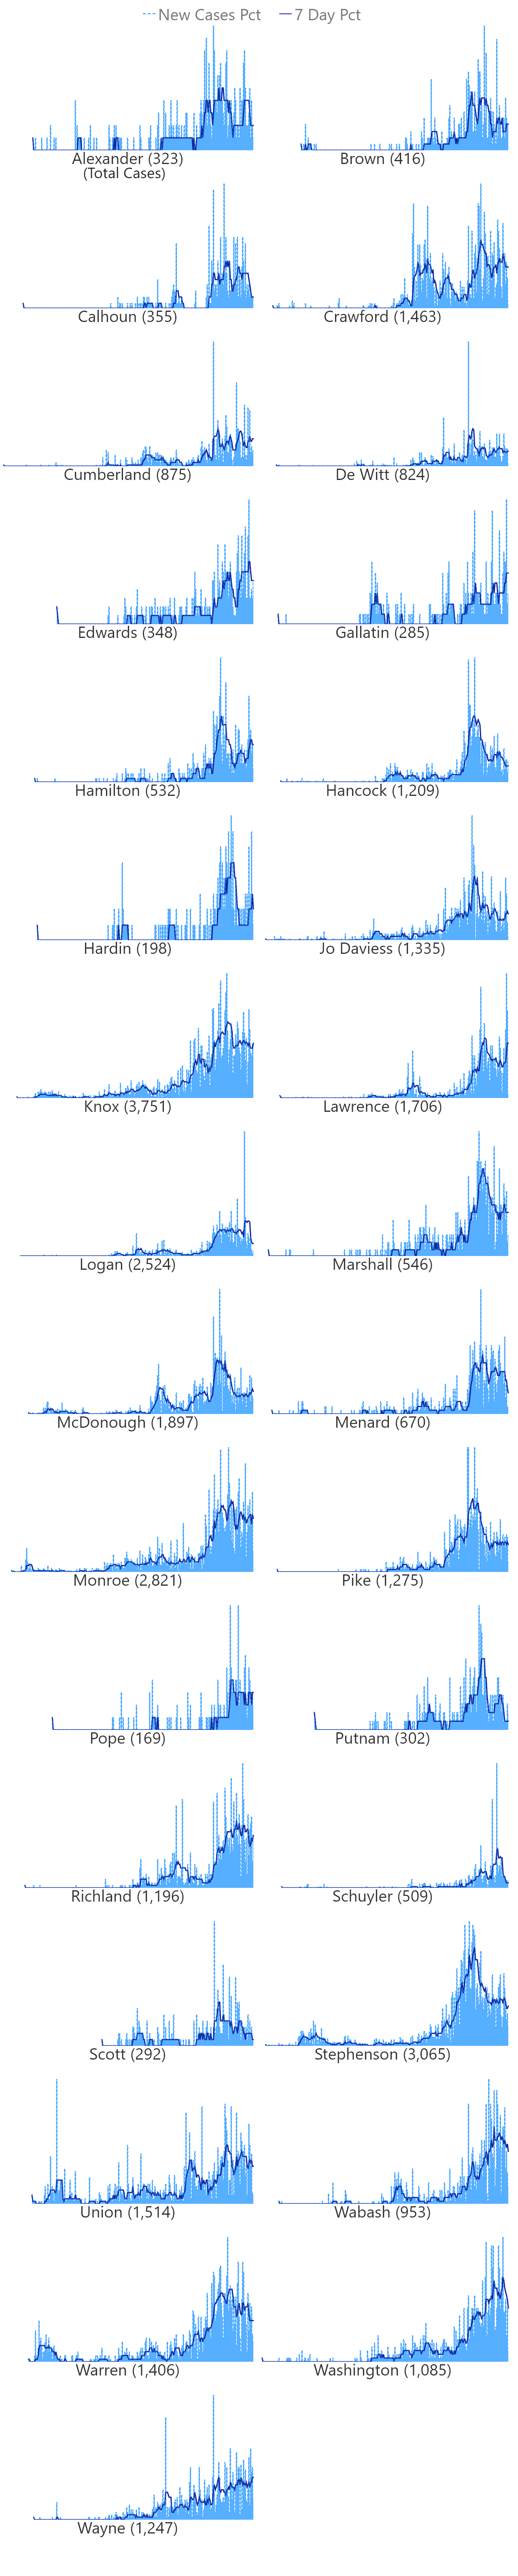 New Cases Pct 7 Day Pct
Alexander (323) Brown (416)
(Total Cases)
Calhoun (355) Crawford (1,463)
Cumberland (875) De Witt (824)
Edwards (348) Gallatin (285)
Hamilton (532) Hancock (1,209)
Hardin (198) Jo Daviess (1,335)
Knox (3,751) Lawrence (1,706)
Logan (2,524) Marshall (546)
McDonough (1,897) Menard (670)
Monroe (2,821) Pike (1,275)
Pope (169) Putnam (302)
Richland (1,196) Schuyler (509)
Scott (292) Stephenson (3,065)
Union (1,514) Wabash (953)
Warren (1,406) Washington (1,085)
Wayne (1,247)